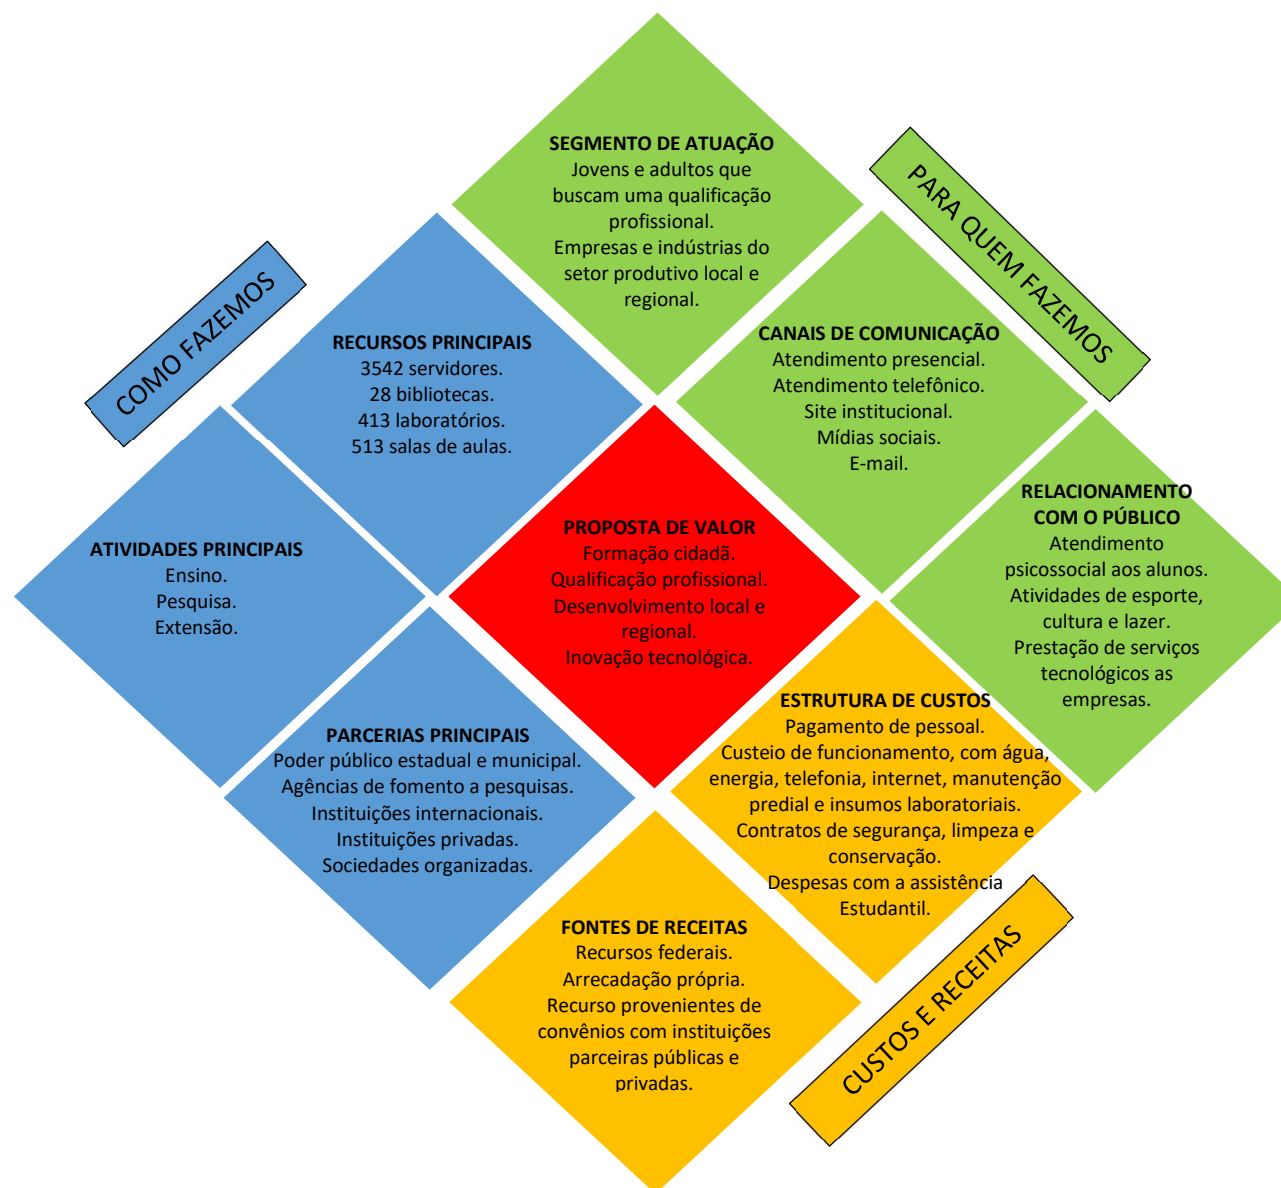 SEGMENTO DE ATUAÇÃO
Jovens e adultos que
buscam uma qualificação
profissional.
Empresas e indústrias do
setor produtivo local e
regional.
PARA QUEM FAZEMOS
COMO FAZEMOS
RECURSOS PRINCIPAIS
3542 servidores.
28 bibliotecas.
413 laboratórios.
513 salas de aulas.
CANAIS DE COMUNICAÇÃO
Atendimento presencial.
Atendimento telefônico.
Site institucional.
Mídias sociais.
E-mail.
ATIVIDADES PRINCIPAIS
Ensino.
Pesquisa.
Extensão.
PROPOSTA DE VALOR
Formação cidadã.
Qualificação profissional.
Desenvolvimento local e
regional.
Inovação tecnológica.
RELACIONAMENTO
COM O PÚBLICO
Atendimento
psicossocial aos alunos.
Atividades de esporte,
cultura e lazer.
Prestação de serviços
tecnológicos as
empresas.
PARCERIAS PRINCIPAIS
Poder público estadual e municipal.
Agências de fomento a pesquisas.
Instituições internacionais.
Instituições privadas.
Sociedades organizadas.
ESTRUTURA DE CUSTOS
Pagamento de pessoal.
Custeio de funcionamento, com água,
energia, telefonia, internet, manutenção
predial e insumos laboratoriais.
Contratos de segurança, limpeza e
conservação.
Despesas com a assistência
Estudantil.
FONTES DE RECEITAS
Recursos federais.
Arrecadação própria.
Recurso provenientes de
convênios com instituições
parceiras públicas e
privadas.
CUSTOS E RECEITAS